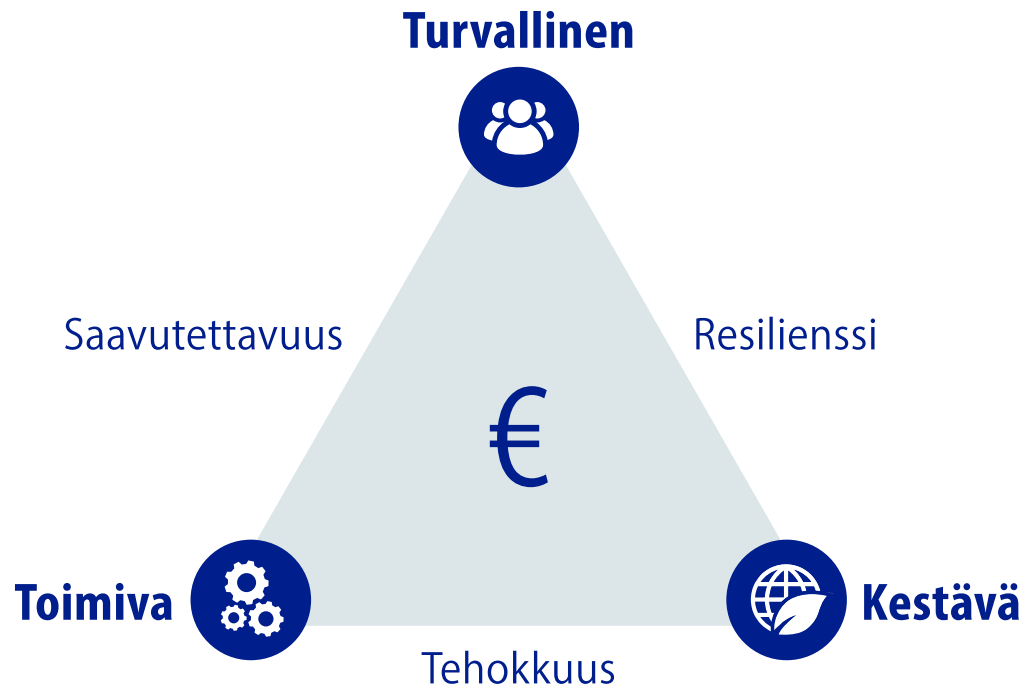 Turvallinen
Saavutettavuus
Resilienssi
€
Toimiva
Kestävä
Tehokkuus